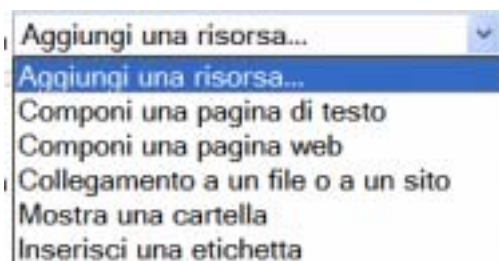 Aggiungi una risorsa...
Aggiungi una risorsa...
Componi una pagina di testo
Componi una pagina web
Collegamento a un file o a un sito
Mostra una cartella
Inserisci una etichetta